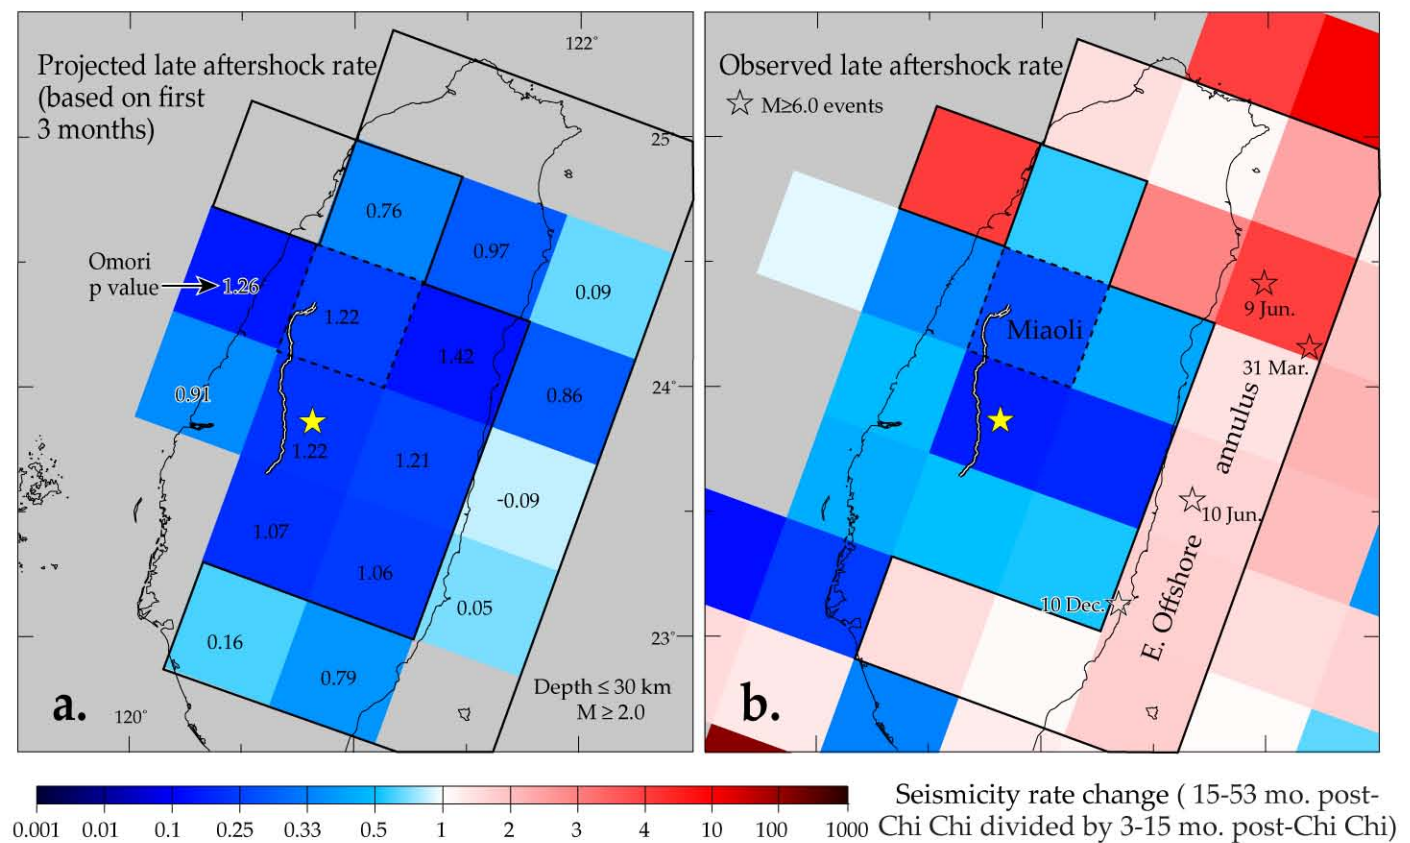 Projected late aftershock rate
(based on first
3 months)
122°
25°
0.76
0.97
0.09
Omori
p value
1.26
1.22
1.42
24°
0.91
0.86
1.22
1.21
-0.09
1.07
1.06
0.05
23°
0.16
0.79
Depth ≤ 30 km
M ≥ 2.0
a.
120°
Observed late aftershock rate
M≥6.0 events
9 Jun.
Miaoli
31 Mar.
annulus
10 Jun.
E. Offshore
10 Dec.
b.
0.001 0.01 0.1 0.25 0.33 0.5 1 2 3 4 10 100 1000
Seismicity rate change ( 15-53 mo. post-
Chi Chi divided by 3-15 mo. post-Chi Chi)